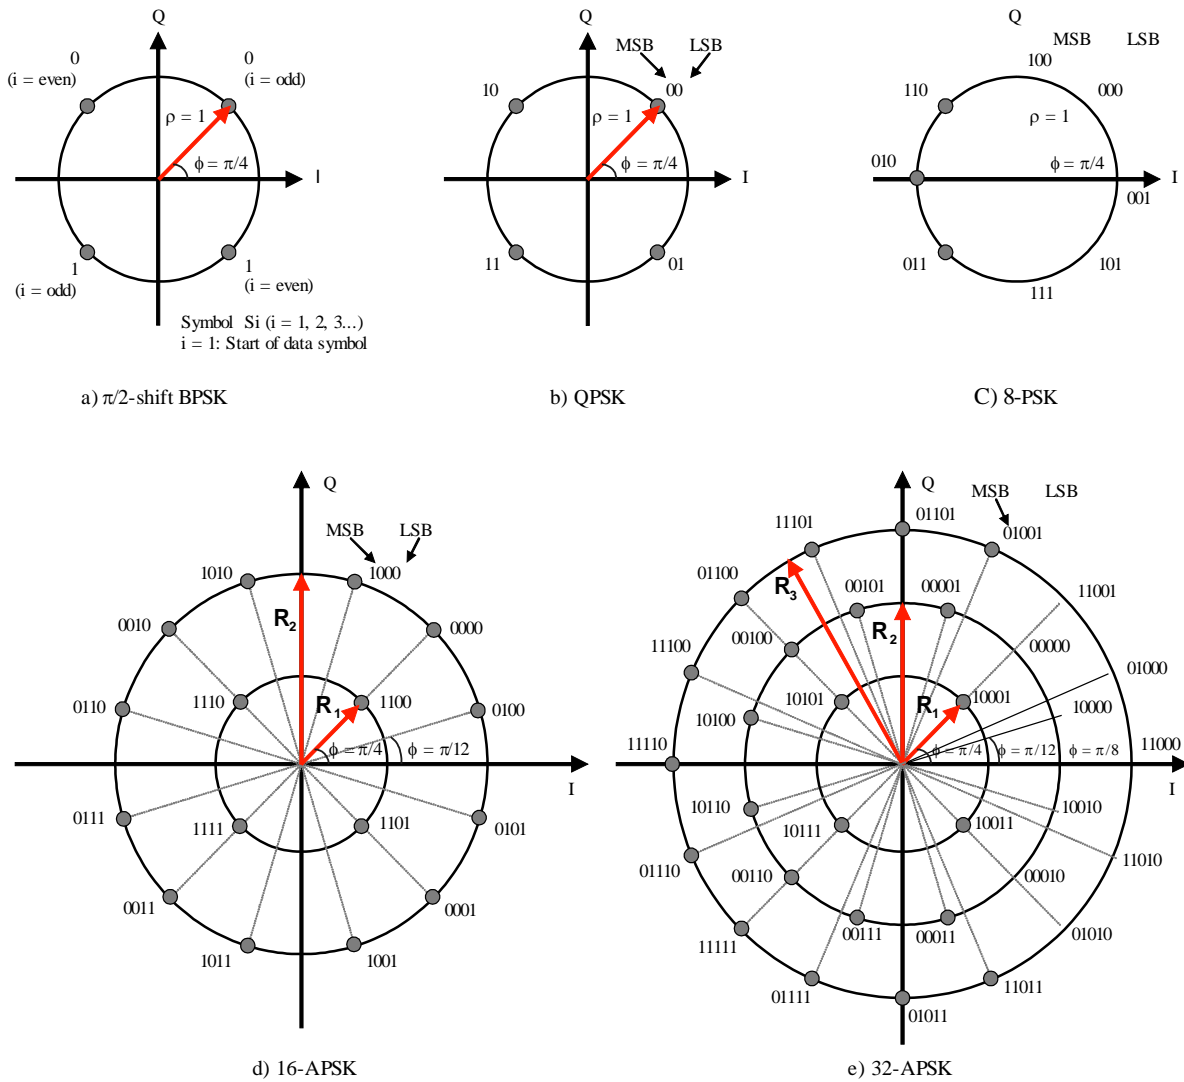 Q
0
(i = even)
0
(i = odd)
ρ = 1
ϕ = π/4
I
1
(i = odd)
1
(i = even)
Symbol Si (i = 1, 2, 3...)
i = 1: Start of data symbol
a) π/2-shift BPSK
Q
MSB LSB
10
00
ρ = 1
ϕ = π/4
I
11
01
b) QPSK
Q
MSB LSB
100
110
000
ρ = 1
010
ϕ = π/4
I
001
011
101
111
C) 8-PSK
Q
MSB LSB
1010
1000
R2
0010
0000
1110
1100
R1
0110
0100
ϕ = π/4
ϕ = π/12
I
0111
1111
1101
0101
0011
0001
1011
1001
d) 16-APSK
Q
MSB LSB
11101
01101
01001
01100
R3
00101
00001
11001
R2
00100
00000
11100
01000
10101
R1
10001
10100
10000
11110
ϕ = π/4
ϕ = π/12
ϕ = π/8
11000
I
10110
10010
10111
10011
01110
11010
00110
00010
11111
00111
00011
01010
01111
11011
01011
e) 32-APSK